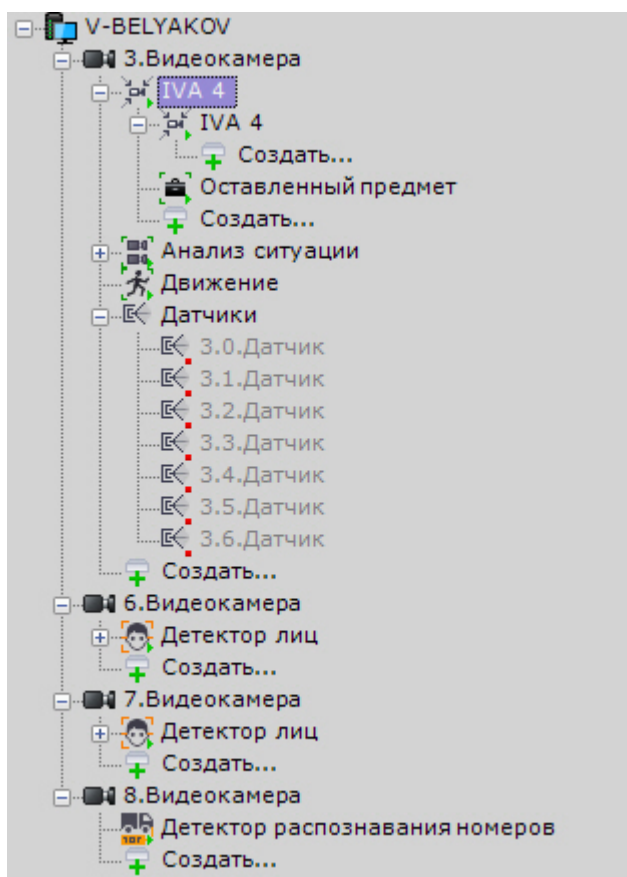 V-BELYAKOV
3.Видеокамера
IVA 4
IVA 4
Создать...
Оставленный предмет
Создать...
Анализ ситуации
Движение
Датчики
3.0.Датчик
3.1.Датчик
3.2.Датчик
3.3.Датчик
3.4.Датчик
3.5.Датчик
3.6.Датчик
Создать...
6.Видеокамера
Детектор лиц
Создать...
7.Видеокамера
Детектор лиц
Создать...
8.Видеокамера
Детектор распознавания номеров
Создать...